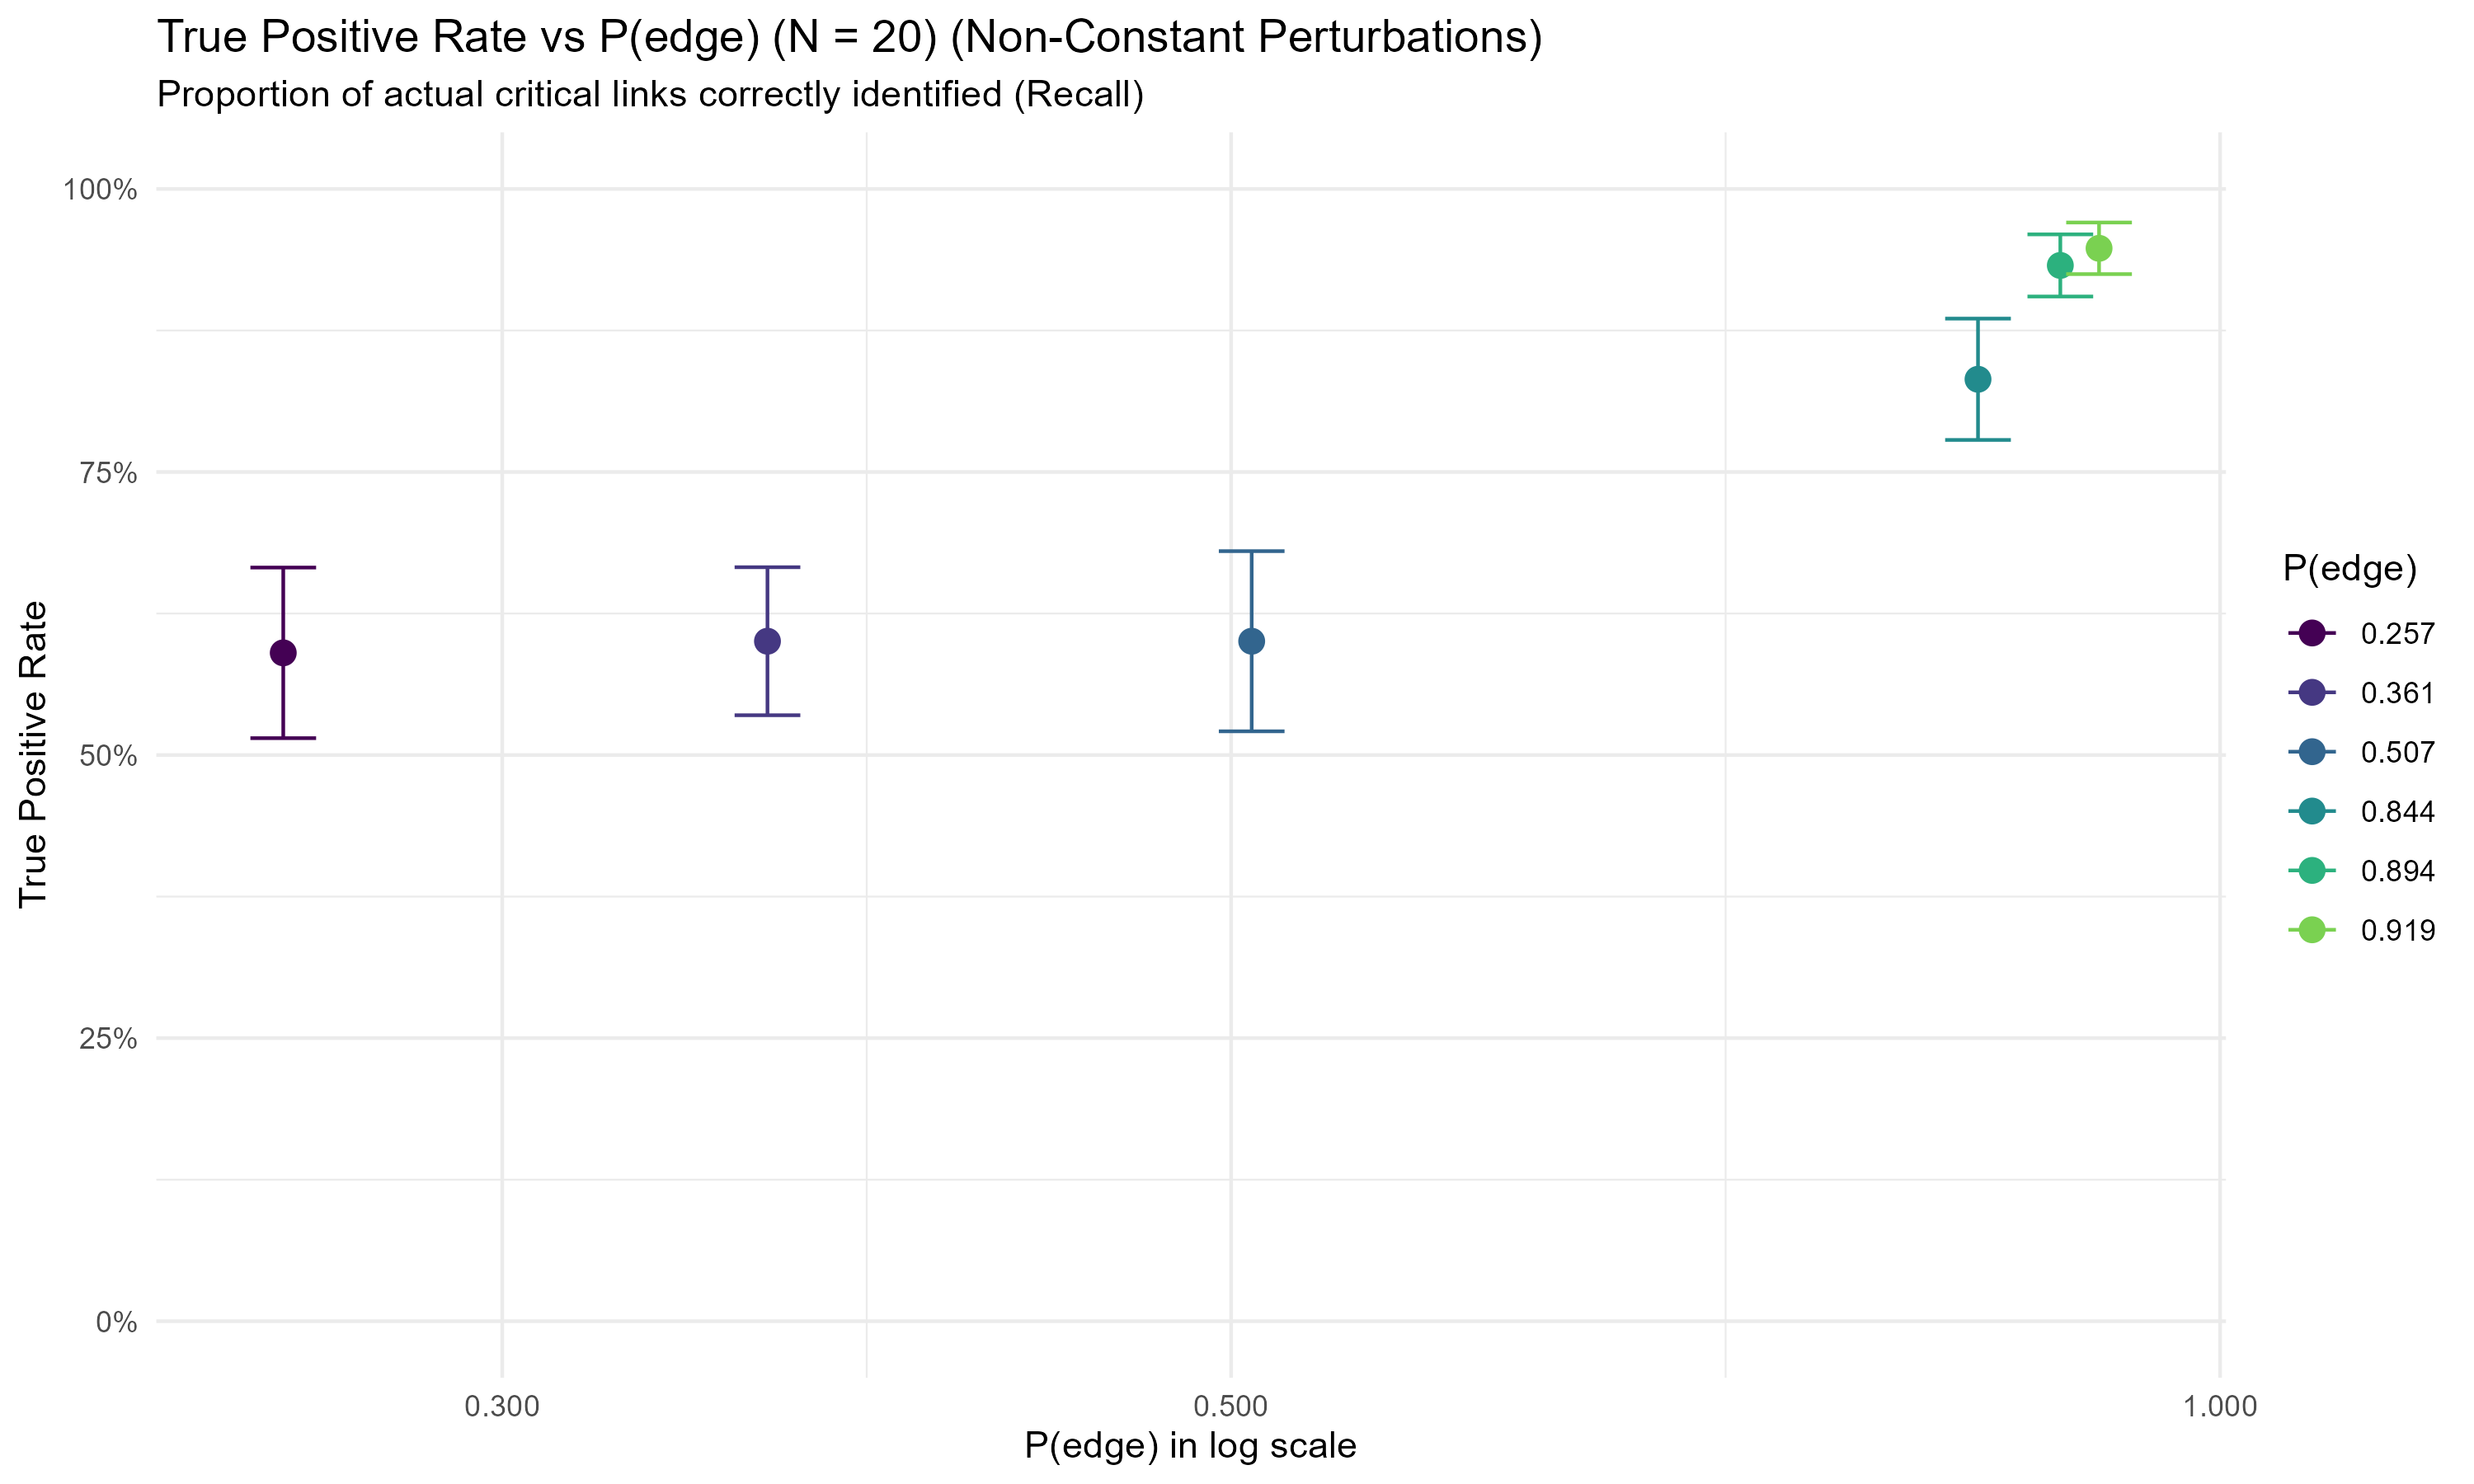 True Positive Rate vs P(edge) (N = 20) (Non-Constant Perturbations)
Proportion of actual critical links correctly identified (Recall)
100%
75%
50%
25%
0%
True Positive Rate
0.300
0.500
1.000
P(edge) in log scale
P(edge)
0.257
0.361
0.507
0.844
0.894
0.919